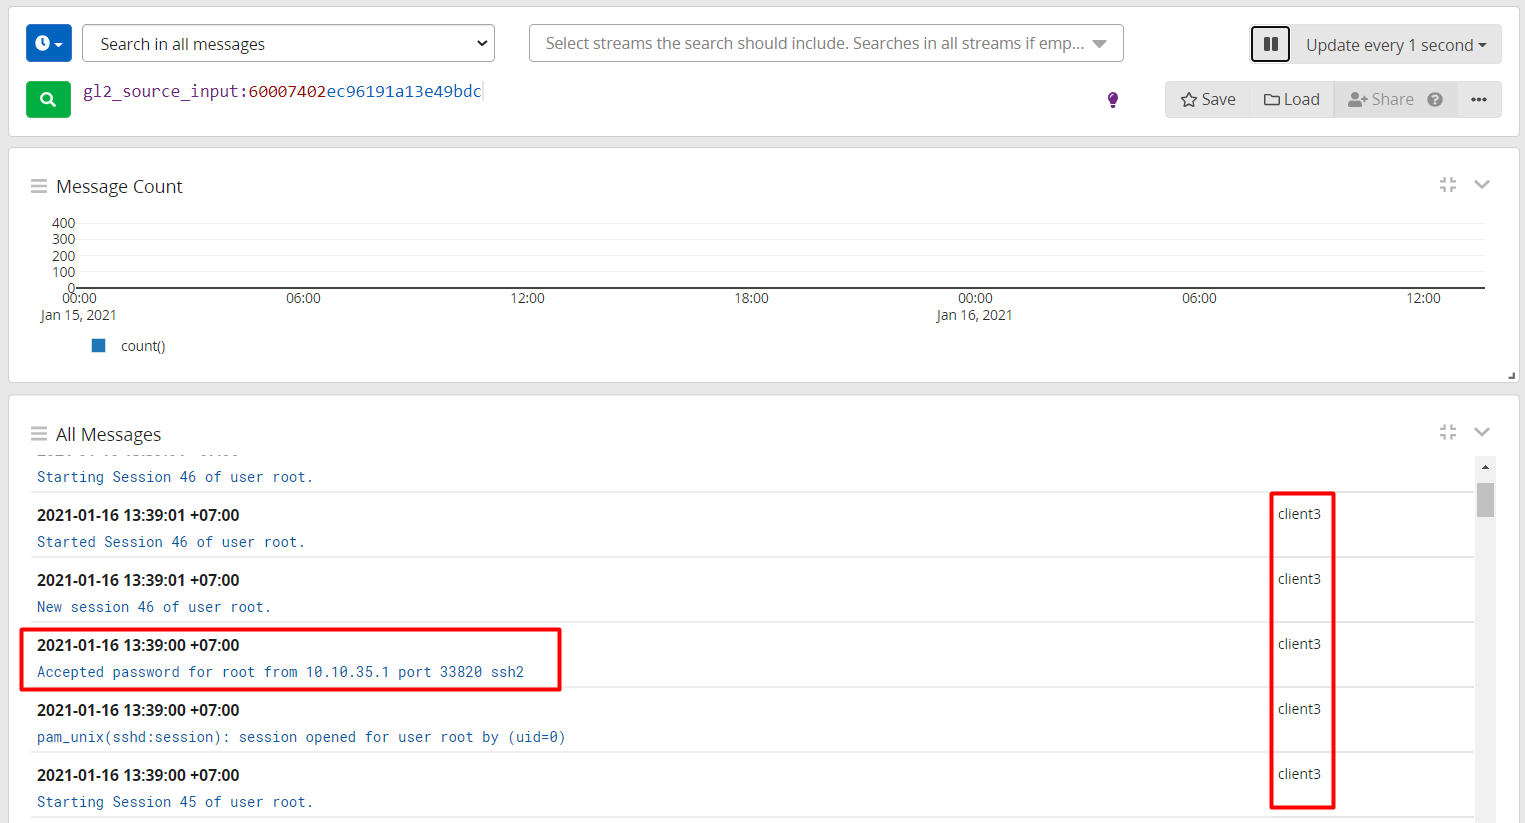 Search in all messages
Select streams the search should include. Searches in all streams if emp...
Update every 1 second
gl2_source_input:60007402ec96191a13e49bdc
Save
Load
Share
Message Count
400
300
200
100
0
00:00
06:00
12:00
18:00
00:00
06:00
12:00
Jan 15, 2021
Jan 16, 2021
count()
All Messages
Starting Session 46 of user root.
2021-01-16 13:39:01 +07:00
client3
Started Session 46 of user root.
2021-01-16 13:39:01 +07:00
client3
New session 46 of user root.
2021-01-16 13:39:00 +07:00
client3
Accepted password for root from 10.10.35.1 port 33820 ssh2
2021-01-16 13:39:00 +07:00
client3
pam_unix(sshd:session): session opened for user root by (uid=0)
2021-01-16 13:39:00 +07:00
client3
Starting Session 45 of user root.